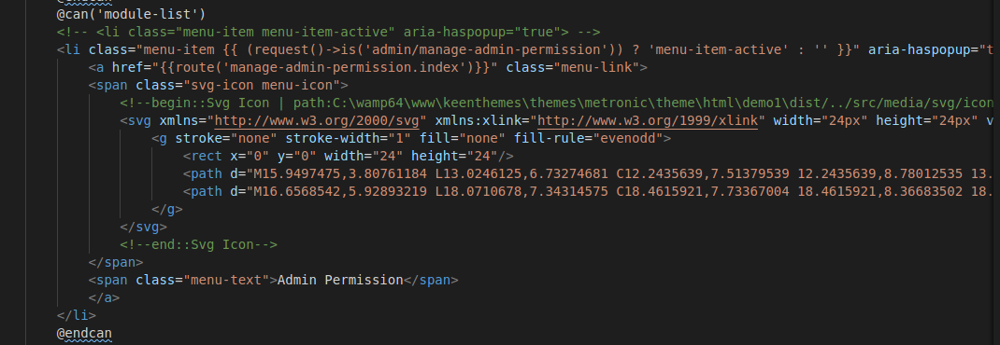 @endcan
@can('module-list')
<!-- <li class="menu-item menu-item-active" aria-haspopup="true"> -->
<li class="menu-item {{ (request()->is('admin/manage-admin-permission')) ? 'menu-item-active' : '' }}" aria-haspopup="t
<a href="{{route('manage-admin-permission.index')}}" class="menu-link">
<span class="svg-icon menu-icon">
<!--begin::Svg Icon | path:C:\wamp64\www\keenthemes\themes\metronic\theme\html\demo1\dist/../src/media/svg/icon
<svg xmlns="http://www.w3.org/2000/svg" xmlns:xlink="http://www.w3.org/1999/xlink" width="24px" height="24px" v
<g stroke="none" stroke-width="1" fill="none" fill-rule="evenodd">
<rect x="0" y="0" width="24" height="24"/>
<path d="M15.9497475,3.80761184 L13.0246125,6.73274681 C12.2435639,7.51379539 12.2435639,8.78012535 13.
<path d="M16.6568542,5.92893219 L18.0710678,7.34314575 C18.4615921,7.73367004 18.4615921,8.36683502 18.
</g>
</svg>
<!--end::Svg Icon-->
</span>
<span class="menu-text">Admin Permission</span>
</a>
</li>
@endcan